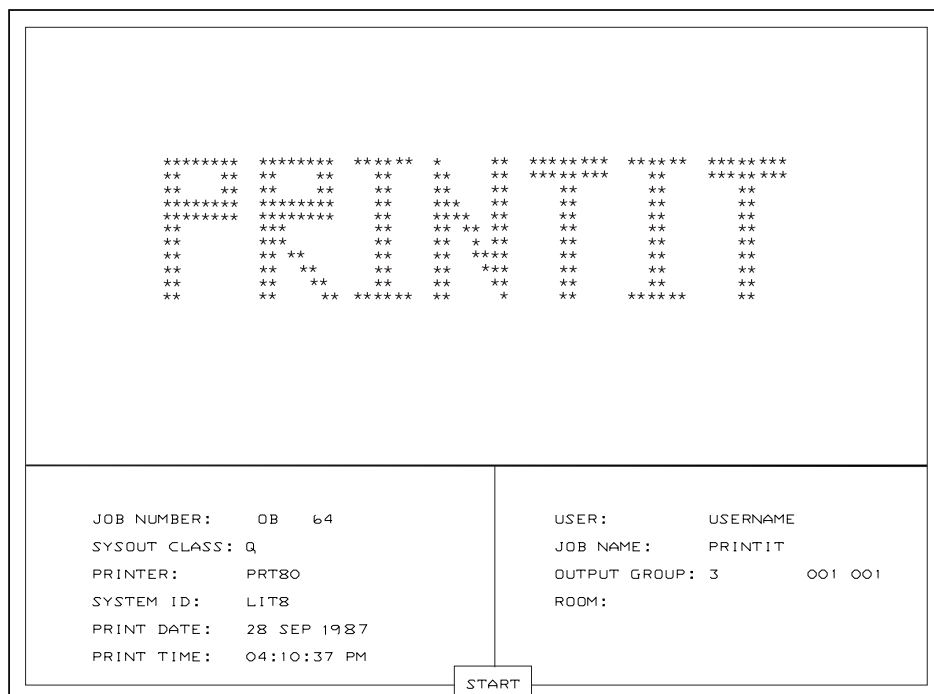 PRINTIT
JOB NUMBER: OB 64
SYSOUT CLASS: Q
PRINTER: PRT80
SYSTEM ID: LIT8
PRINT DATE: 28 SEP 1987
PRINT TIME: 04:10:37 PM
USER: USERNAME
JOB NAME: PRINTIT
OUTPUT GROUP: 3 001 001
ROOM:
START